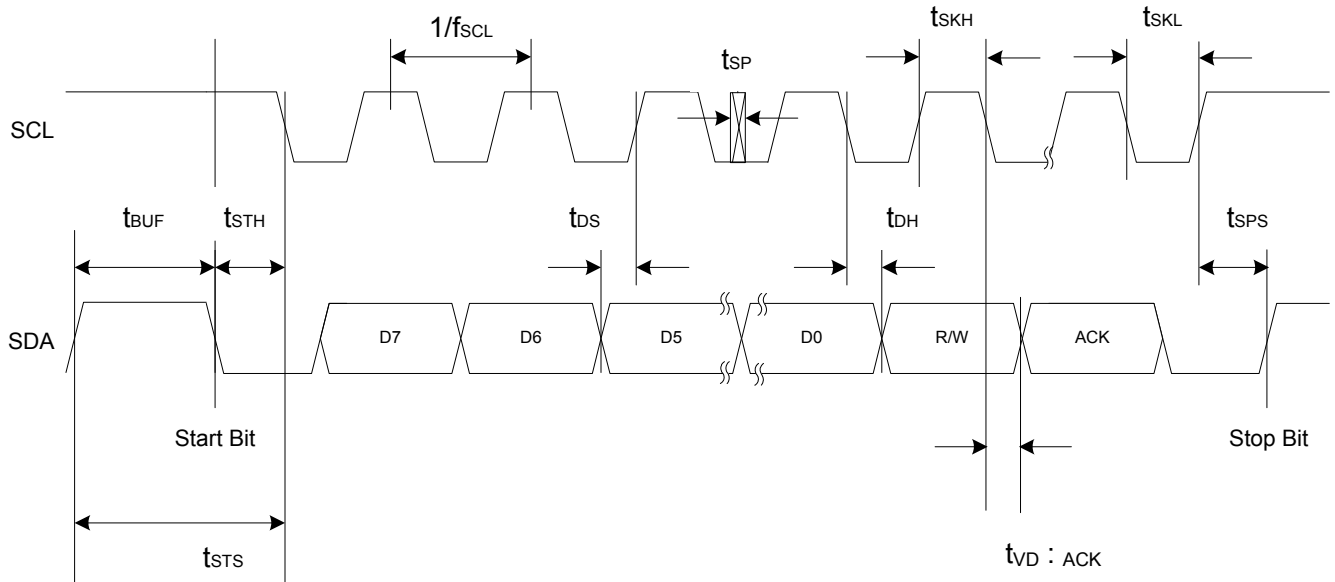 1/fSCL
tSKH
tSKL
tSP
SCL
tBUF
tSTH
tDS
tDH
tSPS
SDA
D7
D6
D5
D0
R/W
ACK
Start Bit
Stop Bit
tSTS
tVD : ACK